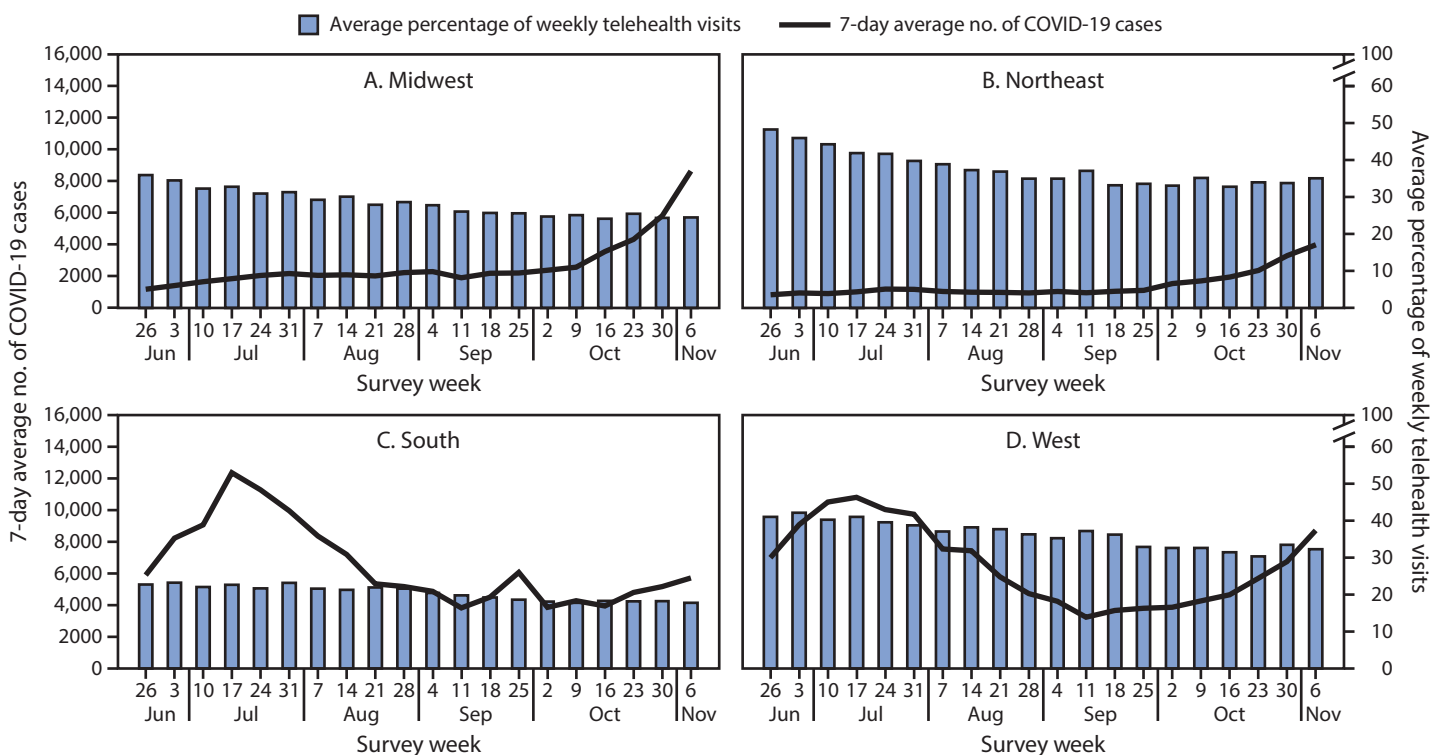 Average percentage of weekly telehealth visits 7-day average no. of COVID-19 cases
7-day average no. of COVID-19 cases
Average percentage of weekly telehealth visits
A. Midwest
16,000
14,000
12,000
10,000
8,000
6,000
4,000
2000
0
26 3 10 17 24 31 7 14 21 28 4 11 18 25 2 9 16 23 30 6
Jun Jul Aug Sep Oct Nov
Survey week
B. Northeast
100
60
50
40
30
20
10
0
26 3 10 17 24 31 7 14 21 28 4 11 18 25 2 9 16 23 30 6
Jun Jul Aug Sep Oct Nov
Survey week
C. South
16,000
14,000
12,000
10,000
8,000
6,000
4,000
2000
0
26 3 10 17 24 31 7 14 21 28 4 11 18 25 2 9 16 23 30 6
Jun Jul Aug Sep Oct Nov
Survey week
D. West
100
60
50
40
30
20
10
0
26 3 10 17 24 31 7 14 21 28 4 11 18 25 2 9 16 23 30 6
Jun Jul Aug Sep Oct Nov
Survey week